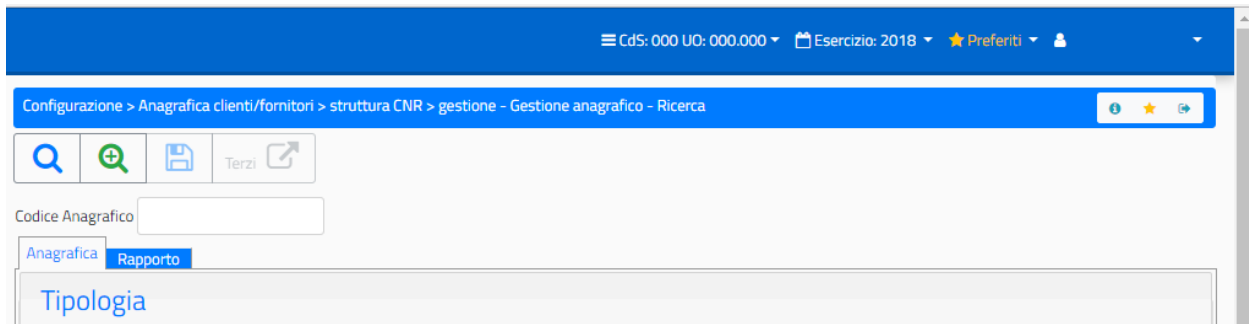 CdS: 000 UO: 000.000 Esercizio: 2018 Preferiti
Configurazione > Anagrafica clienti/fornitori > struttura CNR > gestione - Gestione anagrafico - Ricerca
Terzi
Codice Anagrafico
Anagrafica Rapporto
Tipologia